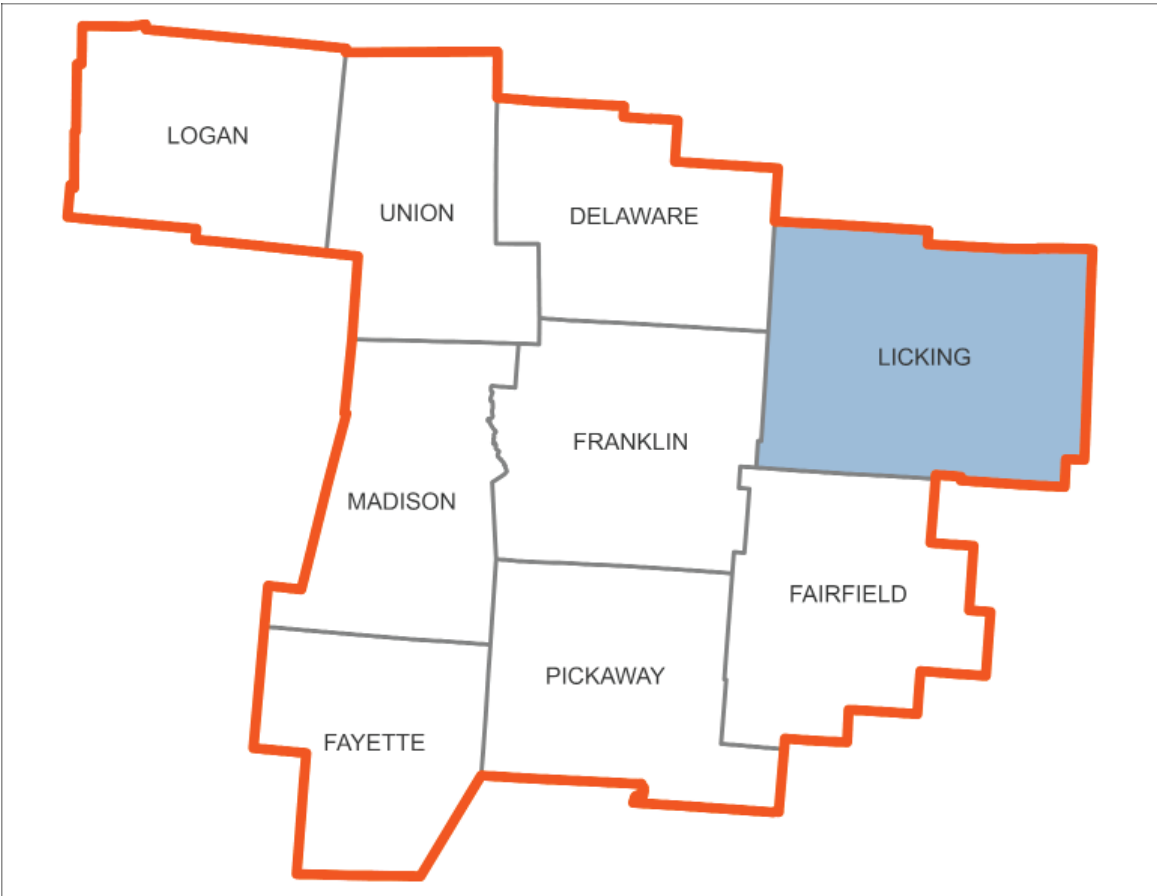 LOGAN
UNION
DELAWARE
LICKING
FRANKLIN
MADISON
FAIRFIELD
PICKAWAY
FAYETTE